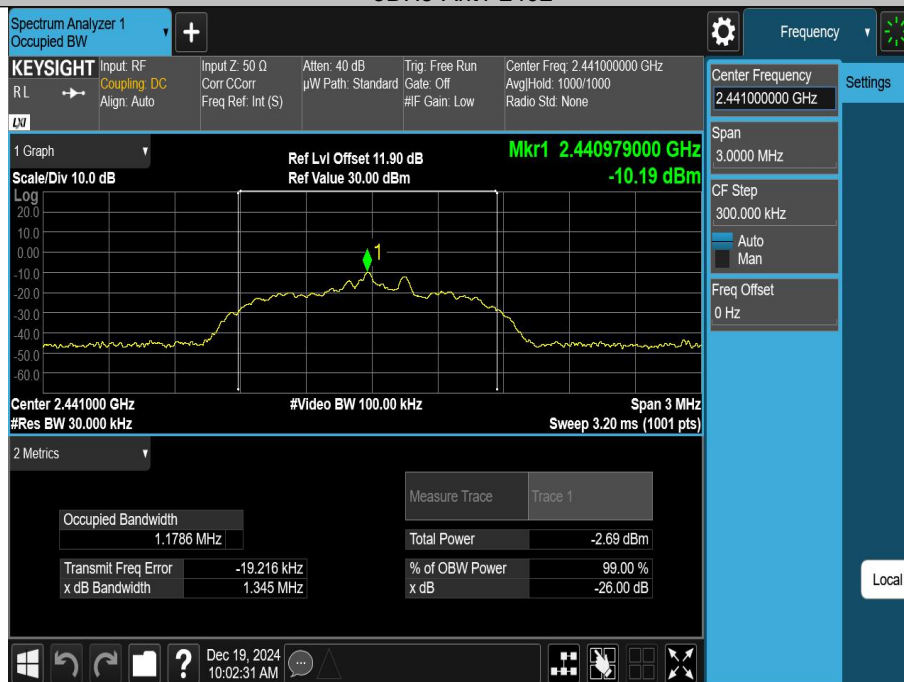 Spectrum Analyzer 1
Occupied BW
Frequency
KEYSIGHT
RL
LXI
Input: RF
Coupling: DC
Align: Auto
Input Z: 50 Ω
Corr CCorr
Freq Ref: Int (S)
Atten: 40 dB
µW Path: Standard
Trig: Free Run
Gate: Off
#IF Gain: Low
Center Freq: 2.441000000 GHz
Avg|Hold: 1000/1000
Radio Std: None
Center Frequency
2.441000000 GHz
Settings
Span
3.0000 MHz
CF Step
300.000 kHz
Auto
Man
Freq Offset
0 Hz
1 Graph
Scale/Div 10.0 dB
Ref Lvl Offset 11.90 dB
Ref Value 30.00 dBm
Mkr1 2.440979000 GHz
-10.19 dBm
Log
20.0
10.0
0.00
-10.0
-20.0
-30.0
-40.0
-50.0
-60.0
1
Center 2.441000 GHz
#Res BW 30.000 kHz
#Video BW 100.00 kHz
Span 3 MHz
Sweep 3.20 ms (1001 pts)
2 Metrics
Measure Trace
Trace 1
Occupied Bandwidth
1.1786 MHz
Total Power
-2.69 dBm
Transmit Freq Error
-19.216 kHz
% of OBW Power
99.00 %
x dB Bandwidth
1.345 MHz
x dB
-26.00 dB
Local
?
Dec 19, 2024
10:02:31 AM